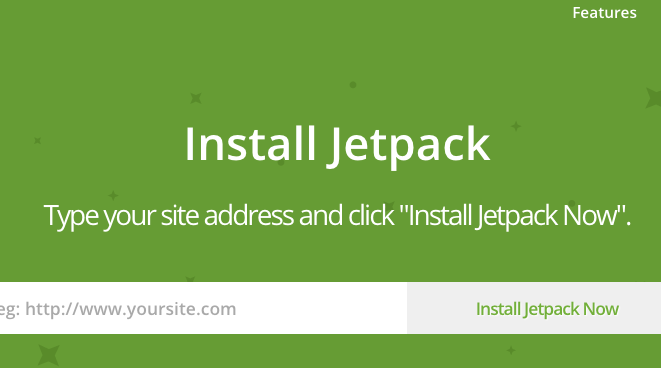 Features
Install Jetpack
Type your site address and click "Install Jetpack Now".
eg: http://www.yoursite.com
Install Jetpack Now